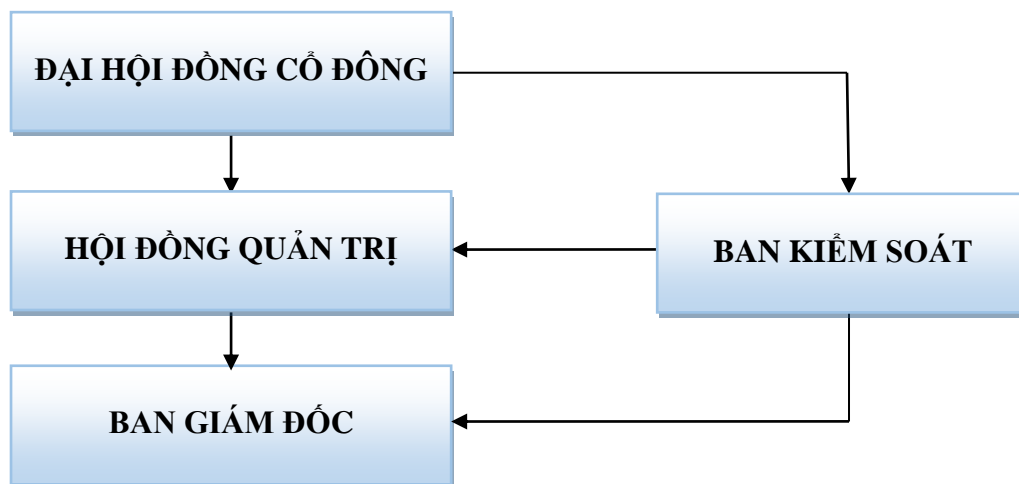 ĐẠI HỘI ĐỒNG CỔ ĐÔNG
HỘI ĐỒNG QUẢN TRỊ
BAN KIỂM SOÁT
BAN GIÁM ĐỐC